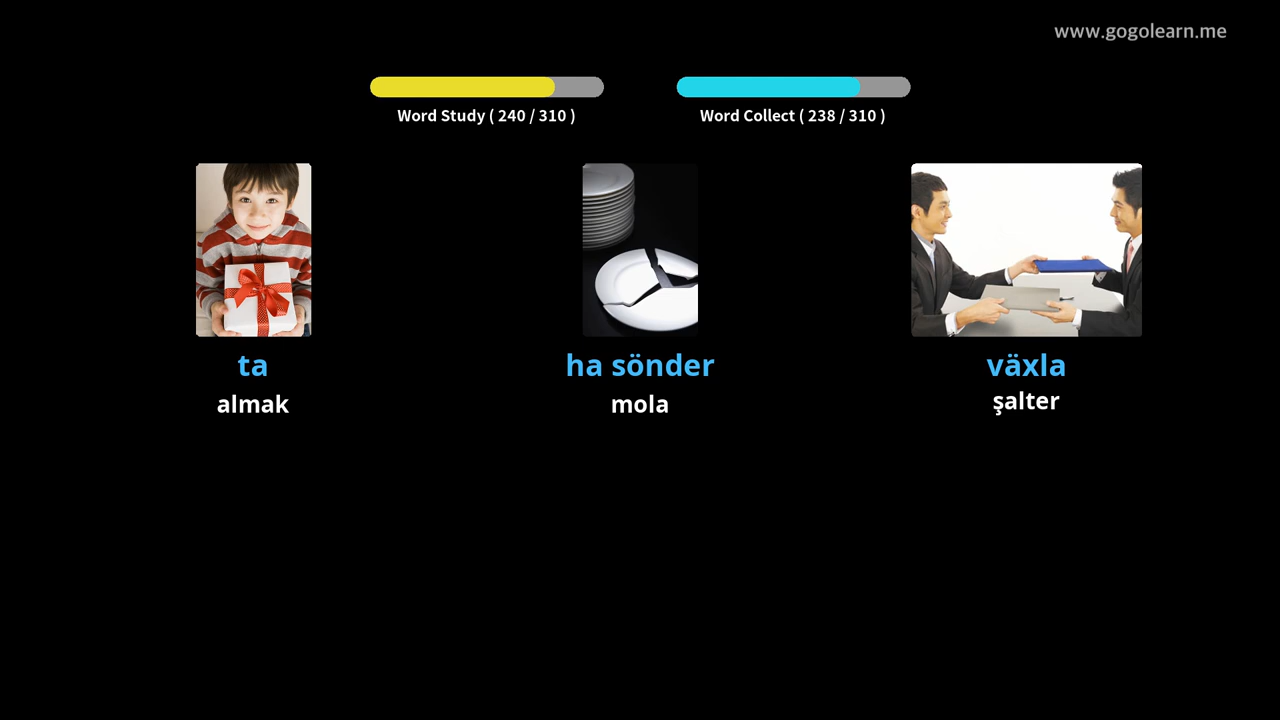 www.gogolearn.me
Word Study ( 240 / 310 )
Word Collect ( 238 / 310 )
ta
almak
ha sönder
mola
växla
şalter